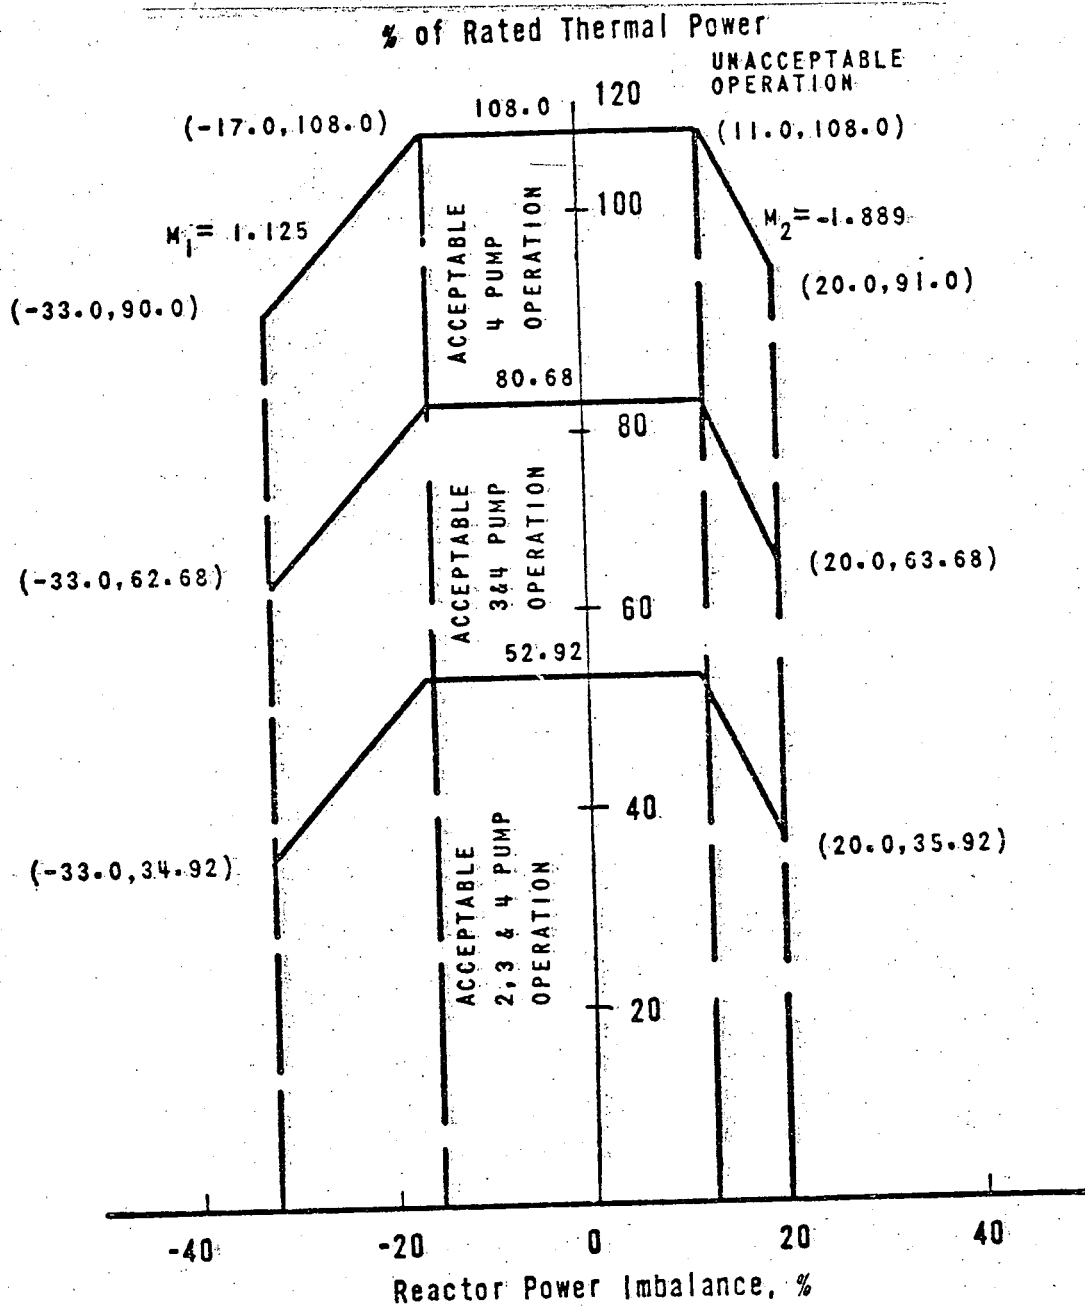 % of Rated Thermal Power
UNACCEPTABLE
OPERATION
108.0
120
(-17.0,108.0)
(11.0,108.0)
ACCEPTABLE
4 PUMP
OPERATION
100
M1= 1.125
M2=-1.889
(-33.0,90.0)
(20.0,91.0)
80.68
80
ACCEPTABLE
3&4 PUMP
OPERATION
(-33.0,62.68)
(20.0,63.68)
60
52.92
40
ACCEPTABLE
2,3 & 4 PUMP
OPERATION
(-33.0,34.92)
(20.0,35.92)
20
-40
-20
0
20
40
Reactor Power Imbalance, %